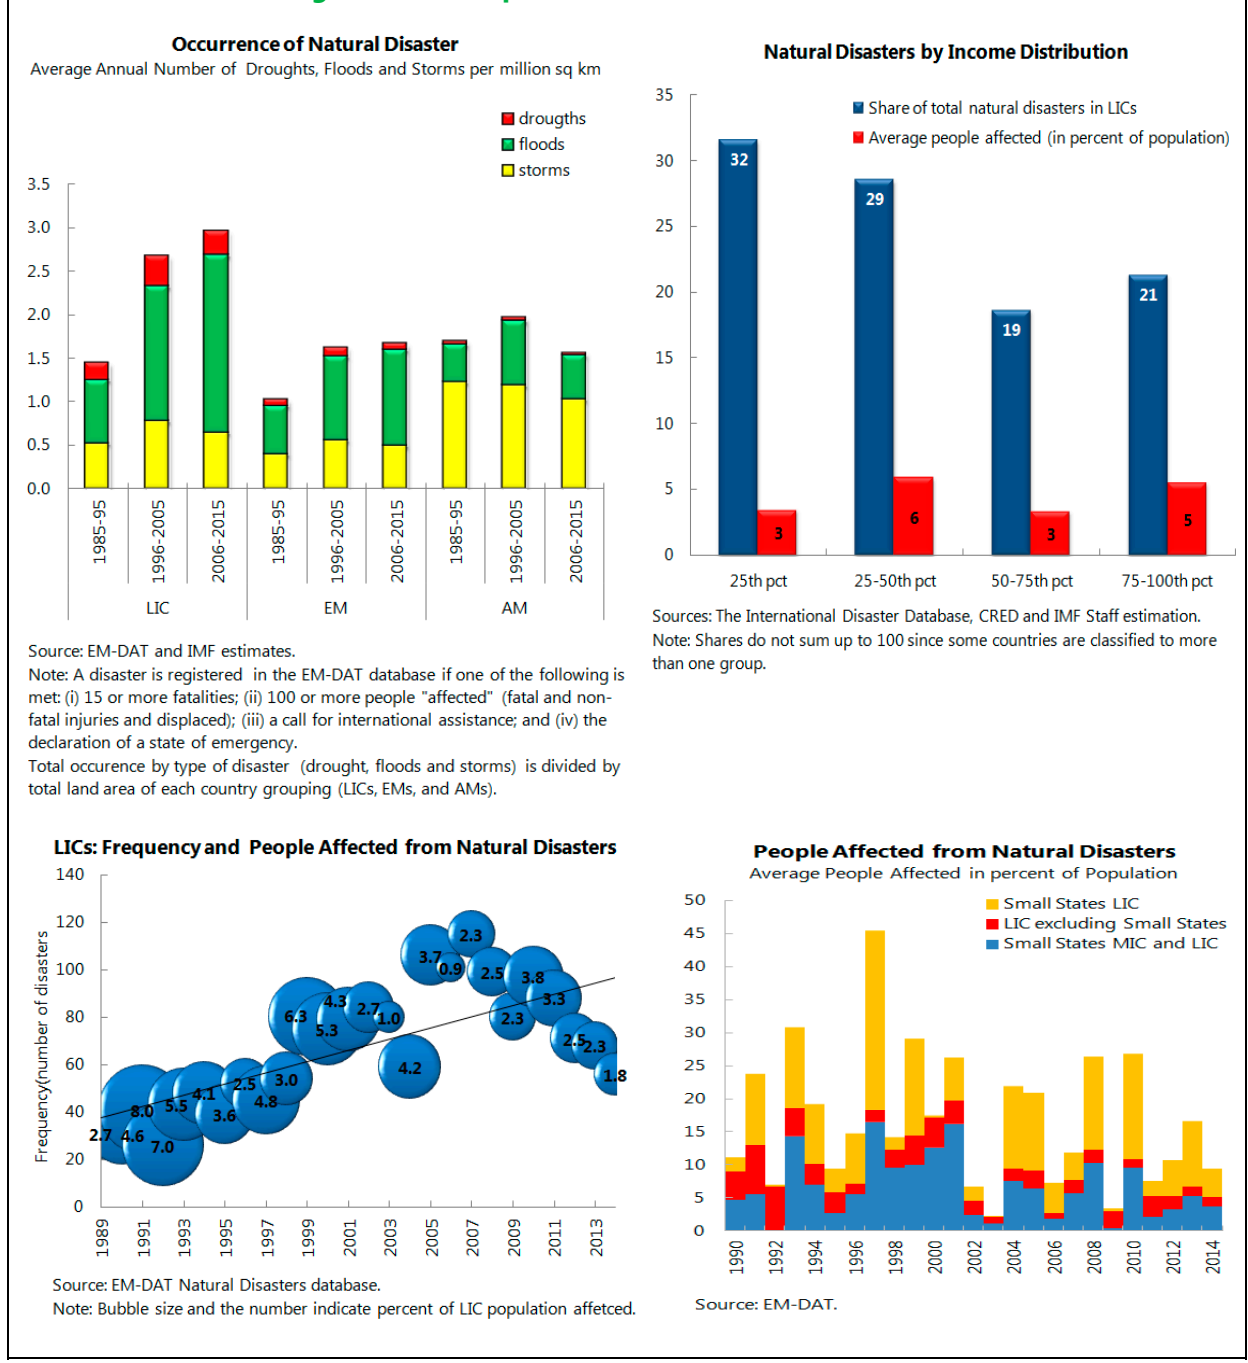 Occurrence of Natural Disaster
Average Annual Number of Droughts, Floods and Storms per million sq km
drougths
floods
storms
3.5
3.0
2.5
2.0
1.5
1.0
0.5
0.0
1985-95
1996-2005
2006-2015
1985-95
1996-2005
2006-2015
1985-95
1996-2005
2006-2015
LIC
EM
AM
Source: EM-DAT and IMF estimates.
Note: A disaster is registered in the EM-DAT database if one of the following is
met: (i) 15 or more fatalities; (ii) 100 or more people "affected" (fatal and non-
fatal injuries and displaced); (iii) a call for international assistance; and (iv) the
declaration of a state of emergency.
Total occurence by type of disaster (drought, floods and storms) is divided by
total land area of each country grouping (LICs, EMs, and AMs).
Natural Disasters by Income Distribution
Share of total natural disasters in LICs
Average people affected (in percent of population)
35
30
25
20
15
10
5
0
32
3
29
6
19
3
21
5
25th pct
25-50th pct
50-75th pct
75-100th pct
Sources: The International Disaster Database, CRED and IMF Staff estimation.
Note: Shares do not sum up to 100 since some countries are classified to more
than one group.
LICs: Frequency and People Affected from Natural Disasters
Frequency(number of disasters
140
120
100
80
60
40
20
0
2.7
4.6
8.0
7.0
5.5
4.1
3.6
2.5
4.8
3.0
6.3
5.3
4.3
2.7
1.0
4.2
3.7
0.9
2.3
2.5
2.3
3.8
3.3
2.5
2.3
1.8
1989
1991
1993
1995
1997
1999
2001
2003
2005
2007
2009
2011
2013
Source: EM-DAT Natural Disasters database.
Note: Bubble size and the number indicate percent of LIC population affetced.
People Affected from Natural Disasters
Average People Affected in percent of Population
Small States LIC
LIC excluding Small States
Small States MIC and LIC
50
45
40
35
30
25
20
15
10
5
0
1990
1992
1994
1996
1998
2000
2002
2004
2006
2008
2010
2012
2014
Source: EM-DAT.